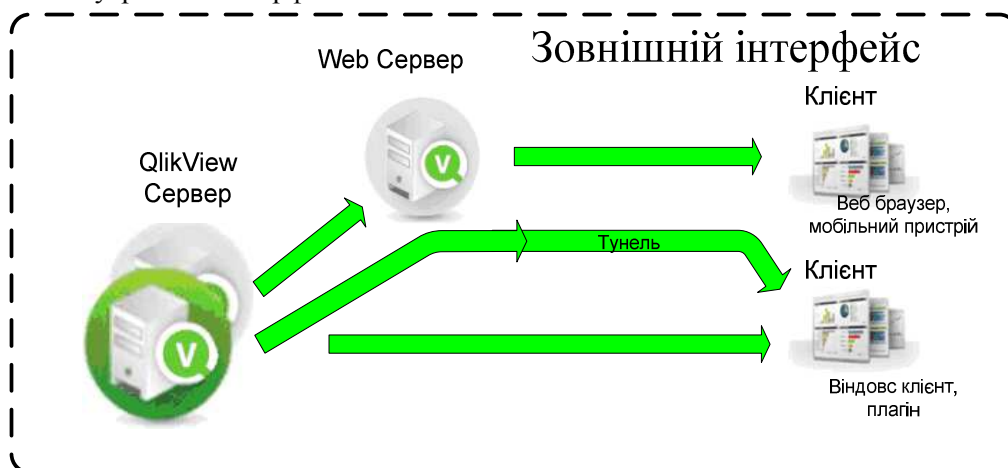 Зовнішній інтерфейс
Web Сервер
Клієнт
QlikView
Сервер
Веб браузер,
мобільний пристрій
Тунель
Клієнт
Віндовс клієнт,
плагін